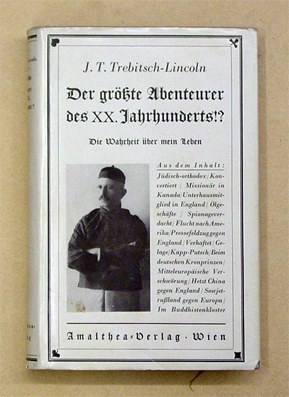 J. T. Trebitsch-Lincoln
Der größte Abenteurer
des XX. Jahrhunderts!?
Die Wahrheit über mein Leben
Aus dem Inhalt:
Jüdisch-orthodox / Kon-
vertiert / Missionär in
Kanada / Unterhausmit-
glied in England / Ölge-
schäfte / Spionagever-
dacht / Flucht nach Ame-
rika / Pressefeldzug gegen
England / Verhaftet / Ge-
lage / Kapp-Putsch / Beim
deutschen Kronprinzen /
Mitteleuropäische Ver-
schwörung / Hetzt China
gegen England / Sowjet-
rußland gegen Europa /
Im Buddhistenkloster
Amalthea-Verlag · Wien